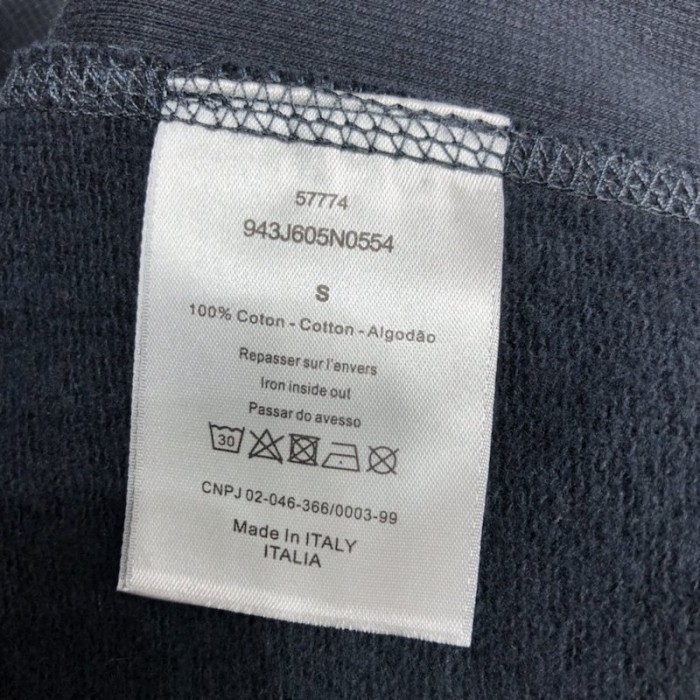 57774
943J605N0554
S
100% Coton - Cotton - Algodão
Repasser sur l'envers
Iron inside out
Passar do avesso
30
CNPJ 02-046-366/0003-99
Made In ITALY
ITALIA